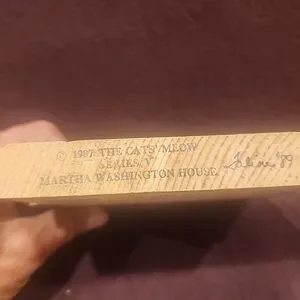 © 1987 THE CATS' MEOW
SERIES V
MARTHA WASHINGTON HOUSE Faline '89